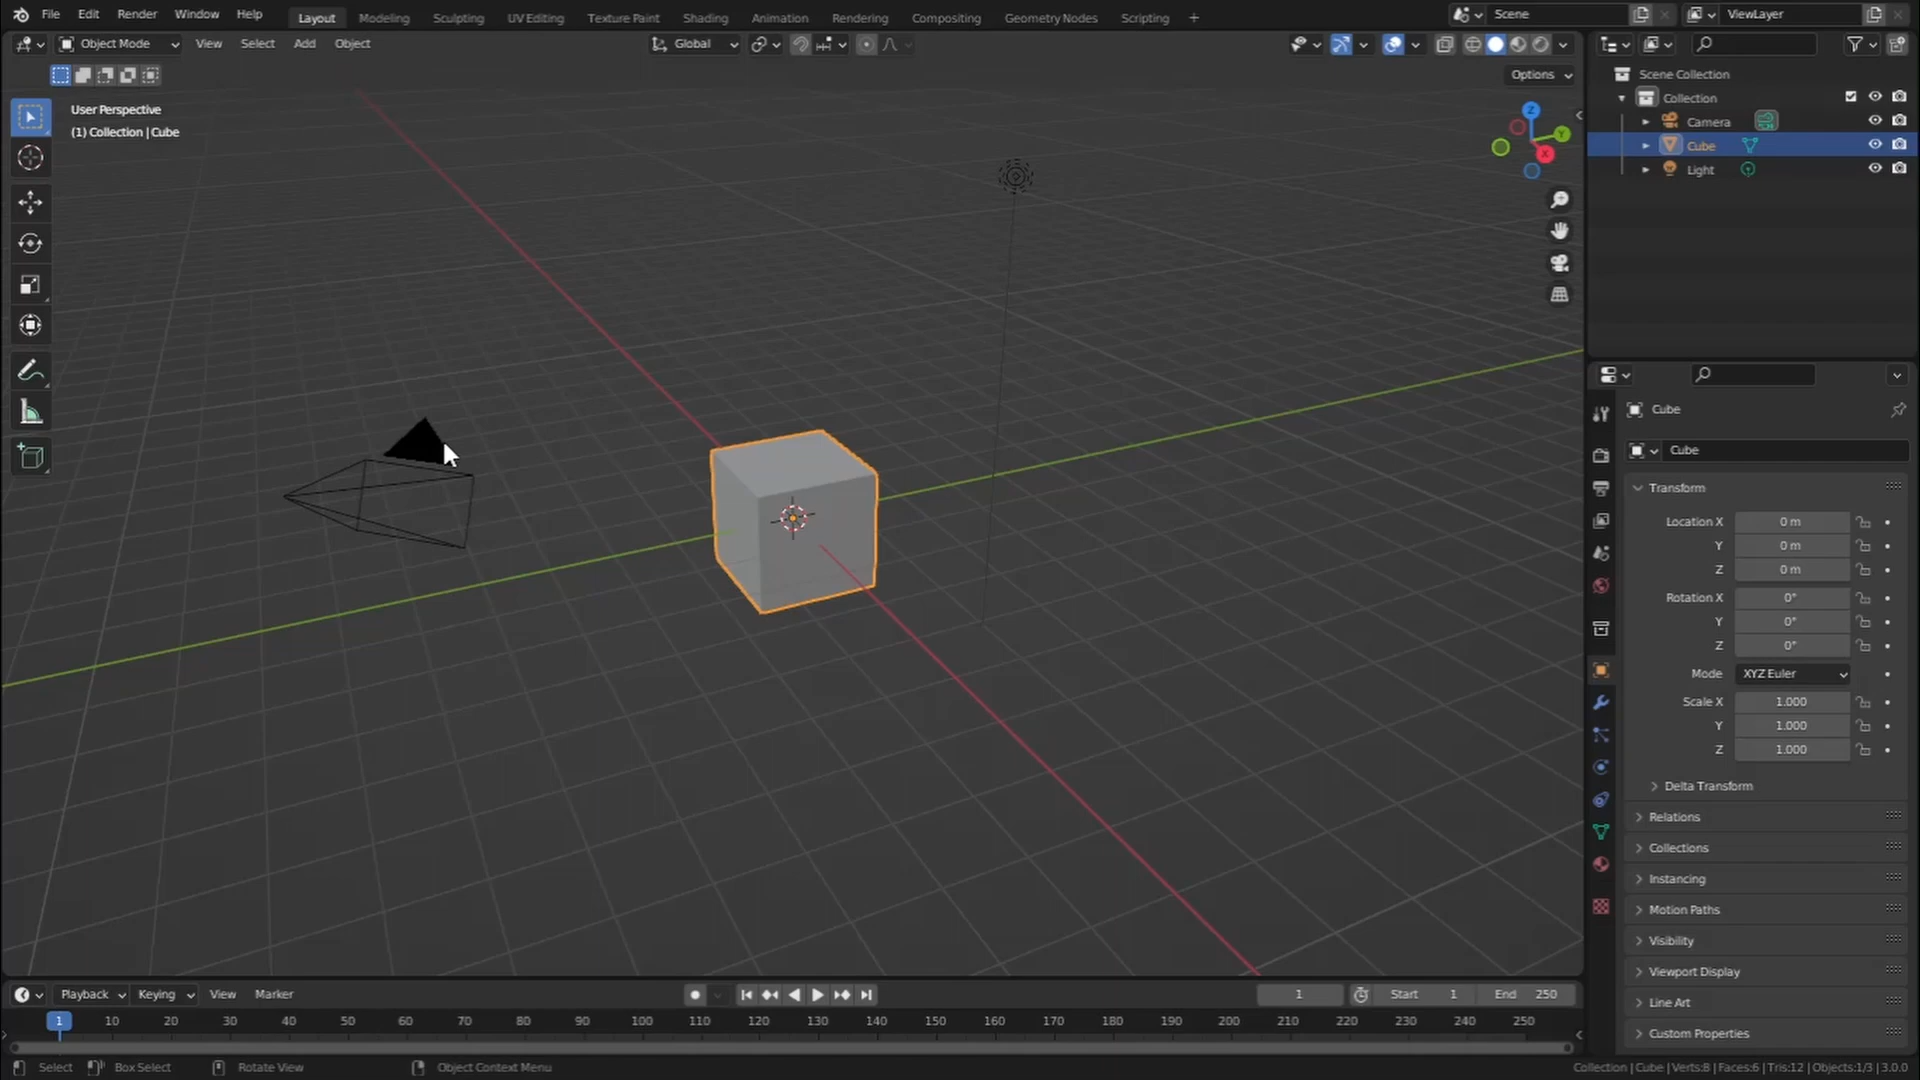 File Edit Render Window Help Layout Modeling Sculpting UV Editing Texture Paint Shading Animation Rendering Compositing Geometry Nodes Scripting + Scene ViewLayer
Object Mode View Select Add Object Global
Options
User Perspective
(1) Collection | Cube
Z
Y
X
Scene Collection
Collection
Camera
Cube
Light
Cube
Cube
Transform
Location X 0 m
Y 0 m
Z 0 m
Rotation X 0°
Y 0°
Z 0°
Mode XYZ Euler
Scale X 1.000
Y 1.000
Z 1.000
Delta Transform
Relations
Collections
Instancing
Motion Paths
Visibility
Viewport Display
Line Art
Custom Properties
Playback Keying View Marker 1 Start 1 End 250
1 10 20 30 40 50 60 70 80 90 100 110 120 130 140 150 160 170 180 190 200 210 220 230 240 250
Select Box Select Rotate View Object Context Menu Collection | Cube | Verts:8 | Faces:6 | Tris:12 | Objects:1/3 | 3.0.0